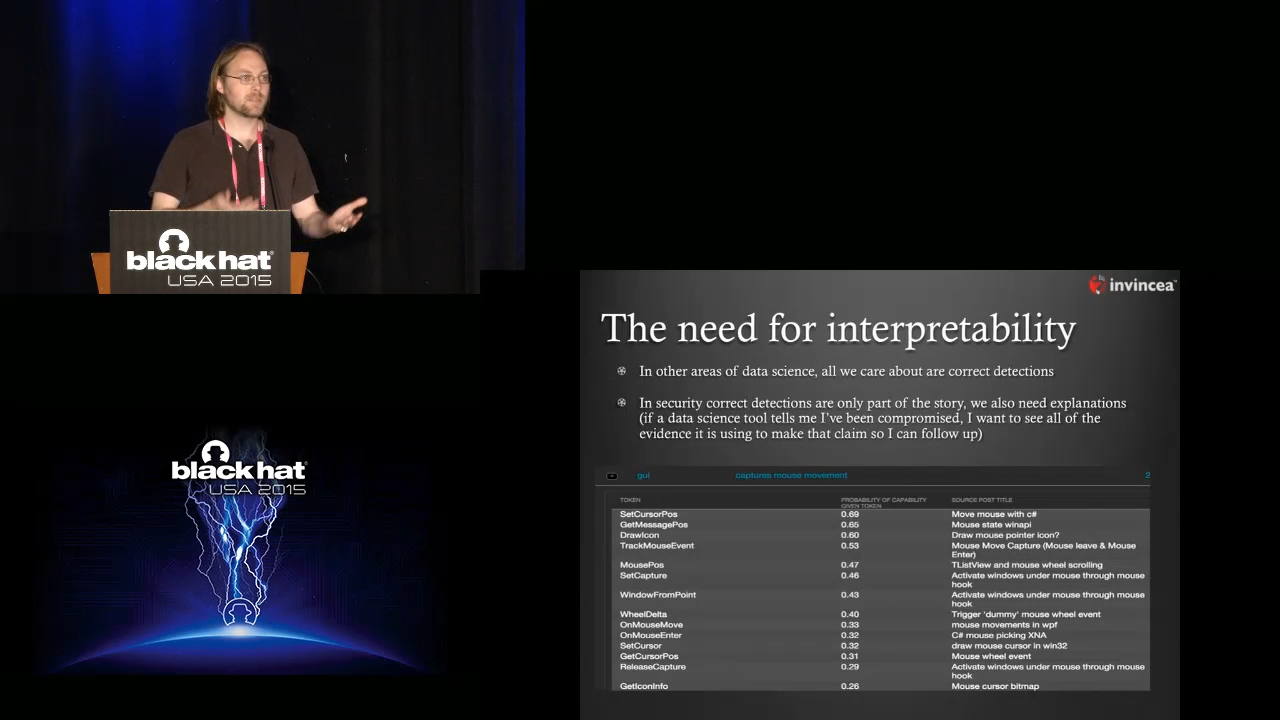 black hat
USA 2015
black hat
USA 2015
invincea
The need for interpretability
In other areas of data science, all we care about are correct detections
In security correct detections are only part of the story, we also need explanations
(if a data science tool tells me I've been compromised, I want to see all of the
evidence it is using to make that claim so I can follow up)
gui captures mouse movement 2
TOKEN PROBABILITY OF CAPABILITY SOURCE POST TITLE
GIVEN TOKEN
SetCursorPos 0.69 Move mouse with c#
GetMessagePos 0.65 Mouse state winapi
DrawIcon 0.60 Draw mouse pointer icon?
TrackMouseEvent 0.53 Mouse Move Capture (Mouse leave & Mouse
Enter)
MousePos 0.47 TListView and mouse wheel scrolling
SetCapture 0.46 Activate windows under mouse through mouse
hook
WindowFromPoint 0.43 Activate windows under mouse through mouse
hook
WheelDelta 0.40 Trigger 'dummy' mouse wheel event
OnMouseMove 0.33 mouse movements in wpf
OnMouseEnter 0.32 C# mouse picking XNA
SetCursor 0.32 draw mouse cursor in win32
GetCursorPos 0.31 Mouse wheel event
ReleaseCapture 0.29 Activate windows under mouse through mouse
hook
GetIconInfo 0.26 Mouse cursor bitmap